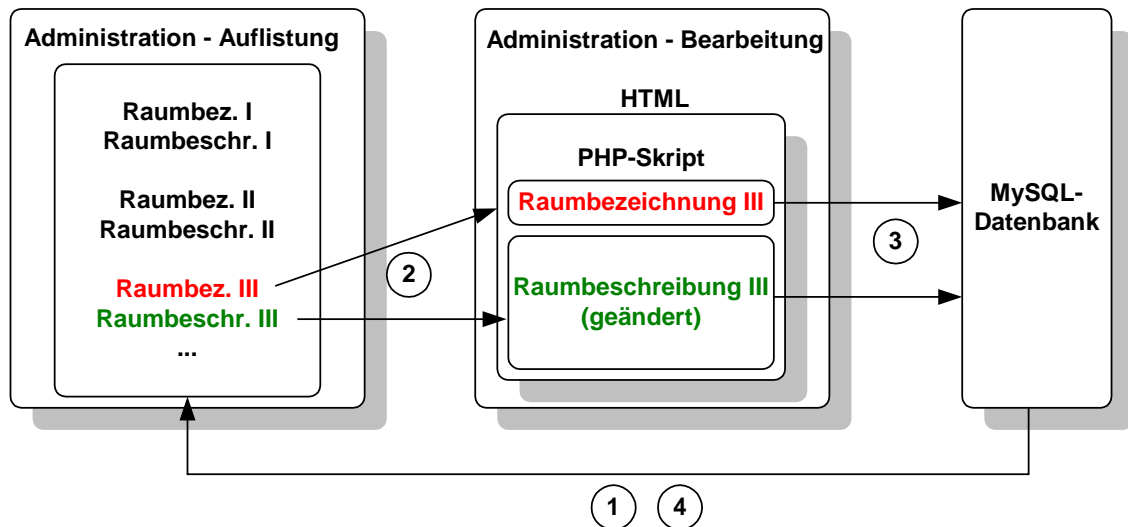 Administration - Auflistung
Raumbez. I
Raumbeschr. I
Raumbez. II
Raumbeschr. II
Raumbez. III
Raumbeschr. III
...
2
Administration - Bearbeitung
HTML
PHP-Skript
Raumbezeichnung III
Raumbeschreibung III
(geändert)
3
MySQL-
Datenbank
1
4